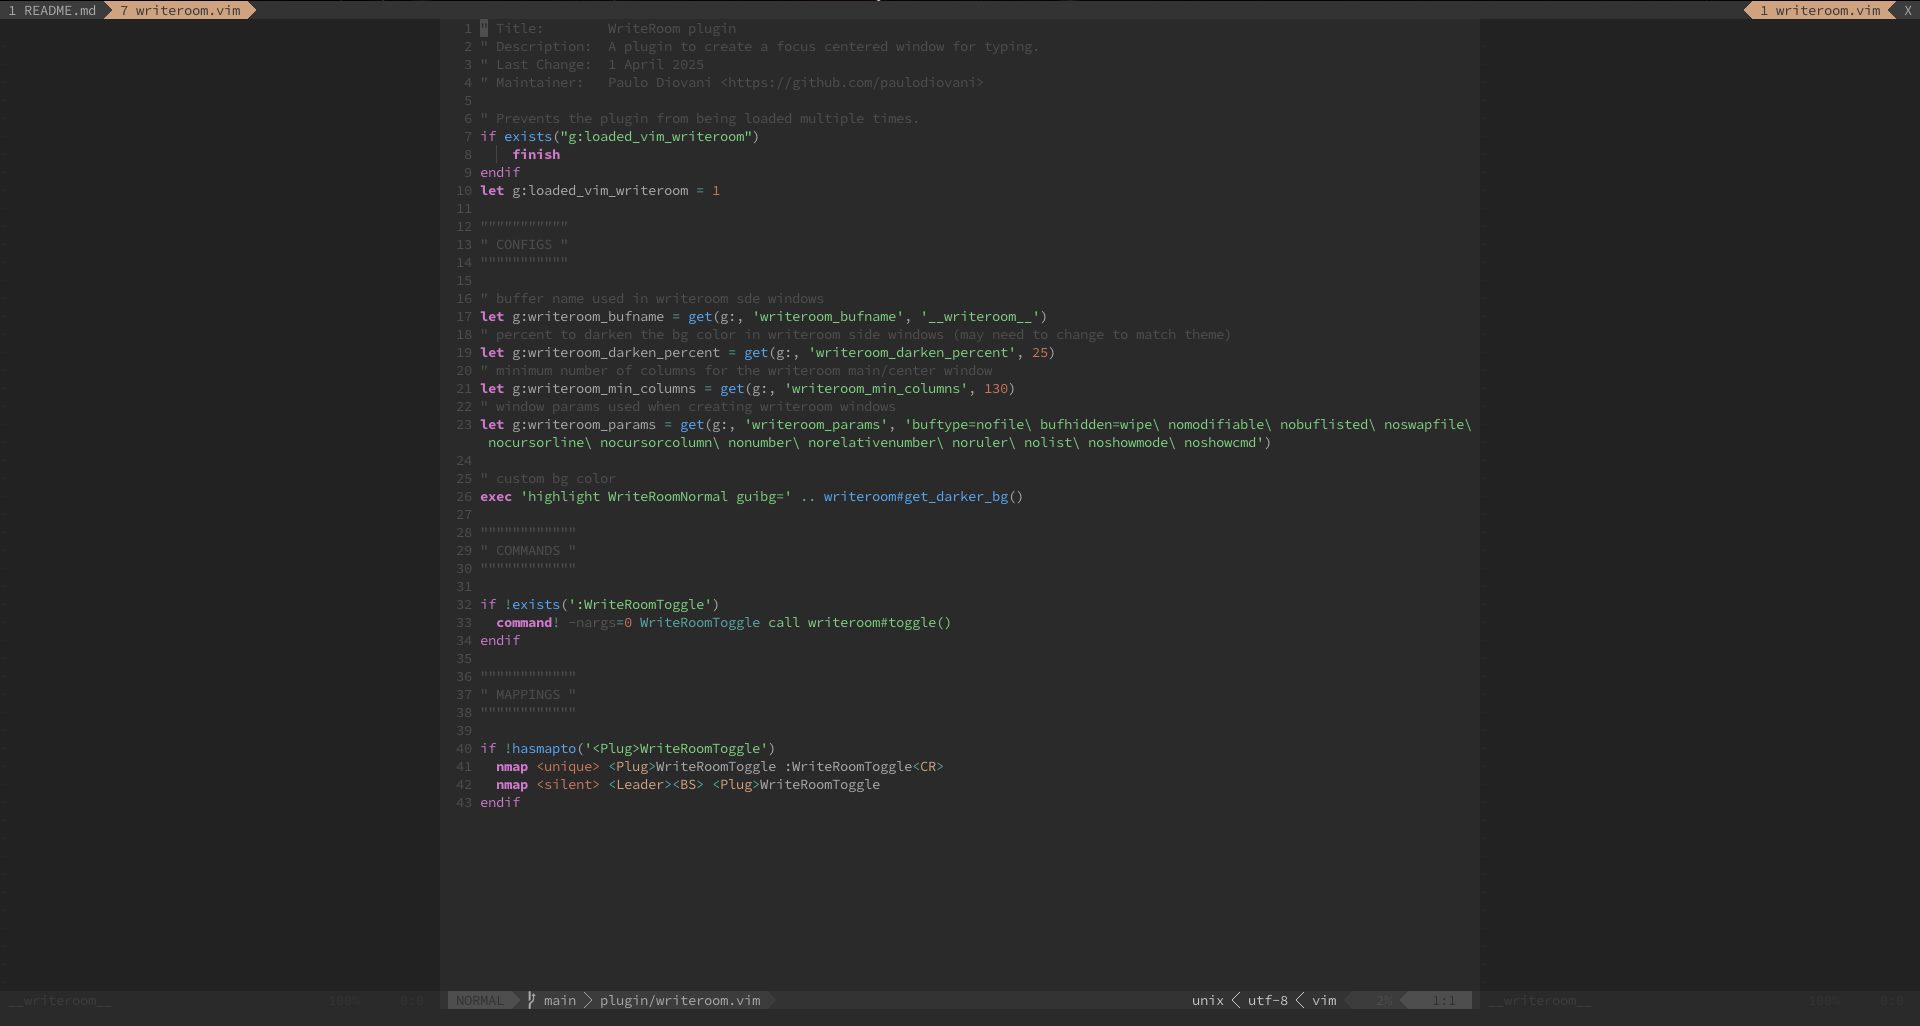 1 README.md  7 writeroom.vim  1 writeroom.vim  X
1 " Title:        WriteRoom plugin
2 " Description:  A plugin to create a focus centered window for typing.
3 " Last Change:  1 April 2025
4 " Maintainer:   Paulo Diovani <https://github.com/paulodiovani>
5
6 " Prevents the plugin from being loaded multiple times.
7 if exists("g:loaded_vim_writeroom")
8     finish
9 endif
10 let g:loaded_vim_writeroom = 1
11
12 """""""""""
13 " CONFIGS "
14 """""""""""
15
16 " buffer name used in writeroom sde windows
17 let g:writeroom_bufname = get(g:, 'writeroom_bufname', '__writeroom__')
18 " percent to darken the bg color in writeroom side windows (may need to change to match theme)
19 let g:writeroom_darken_percent = get(g:, 'writeroom_darken_percent', 25)
20 " minimum number of columns for the writeroom main/center window
21 let g:writeroom_min_columns = get(g:, 'writeroom_min_columns', 130)
22 " window params used when creating writeroom windows
23 let g:writeroom_params = get(g:, 'writeroom_params', 'buftype=nofile\ bufhidden=wipe\ nomodifiable\ nobuflisted\ noswapfile\
nocursorline\ nocursorcolumn\ nonumber\ norelativenumber\ noruler\ nolist\ noshowmode\ noshowcmd')
24
25 " custom bg color
26 exec 'highlight WriteRoomNormal guibg=' .. writeroom#get_darker_bg()
27
28 """"""""""""
29 " COMMANDS "
30 """"""""""""
31
32 if !exists(':WriteRoomToggle')
33   command! -nargs=0 WriteRoomToggle call writeroom#toggle()
34 endif
35
36 """"""""""""
37 " MAPPINGS "
38 """"""""""""
39
40 if !hasmapto('<Plug>WriteRoomToggle')
41   nmap <unique> <Plug>WriteRoomToggle :WriteRoomToggle<CR>
42   nmap <silent> <Leader><BS> <Plug>WriteRoomToggle
43 endif
__writeroom__  100%  0:0  NORMAL  main  plugin/writeroom.vim  unix  utf-8  vim  2%  1:1  __writeroom__  100%  0:0